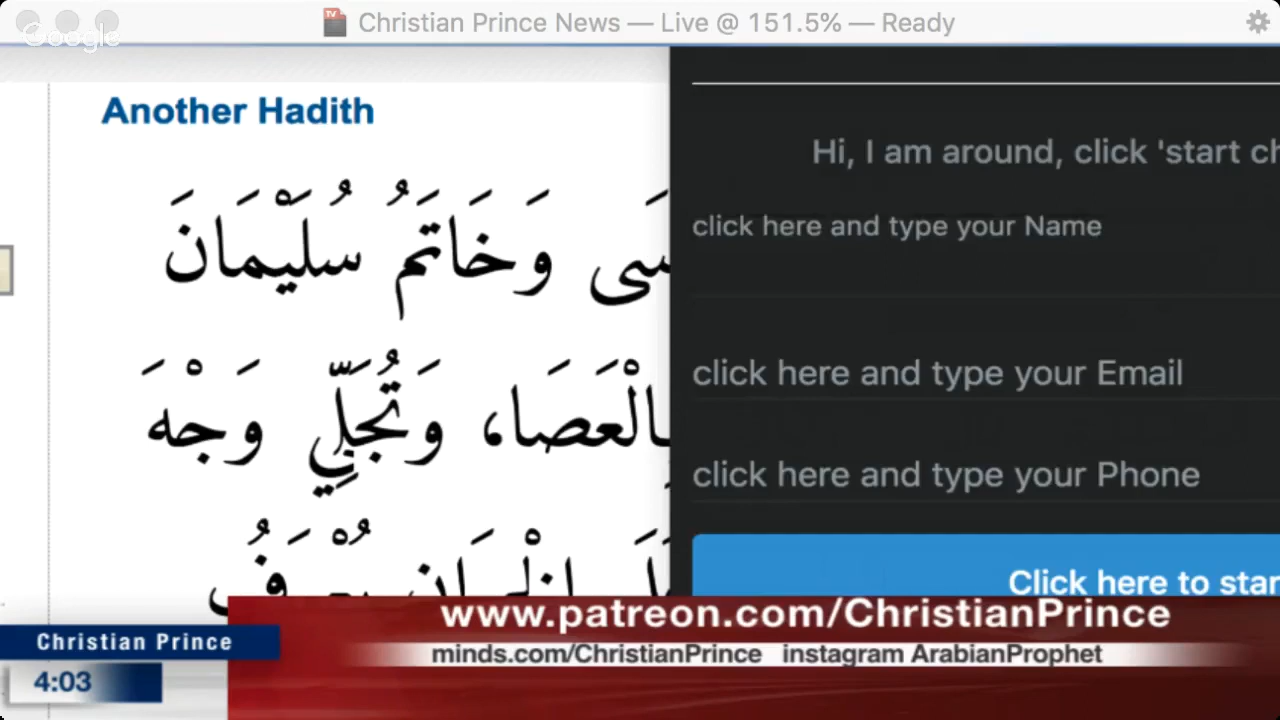 Christian Prince News — Live @ 151.5% — Ready
Google
Another Hadith
وَخَاتَمُ سُلَيْمَانَ
وَتُجَلِّي وَجْهَ
Hi, I am around, click 'start
click here and type your Name
click here and type your Email
click here and type your Phone
Click here to
www.patreon.com/ChristianPrince
minds.com/ChristianPrince instagram ArabianProphet
Christian Prince
4:03